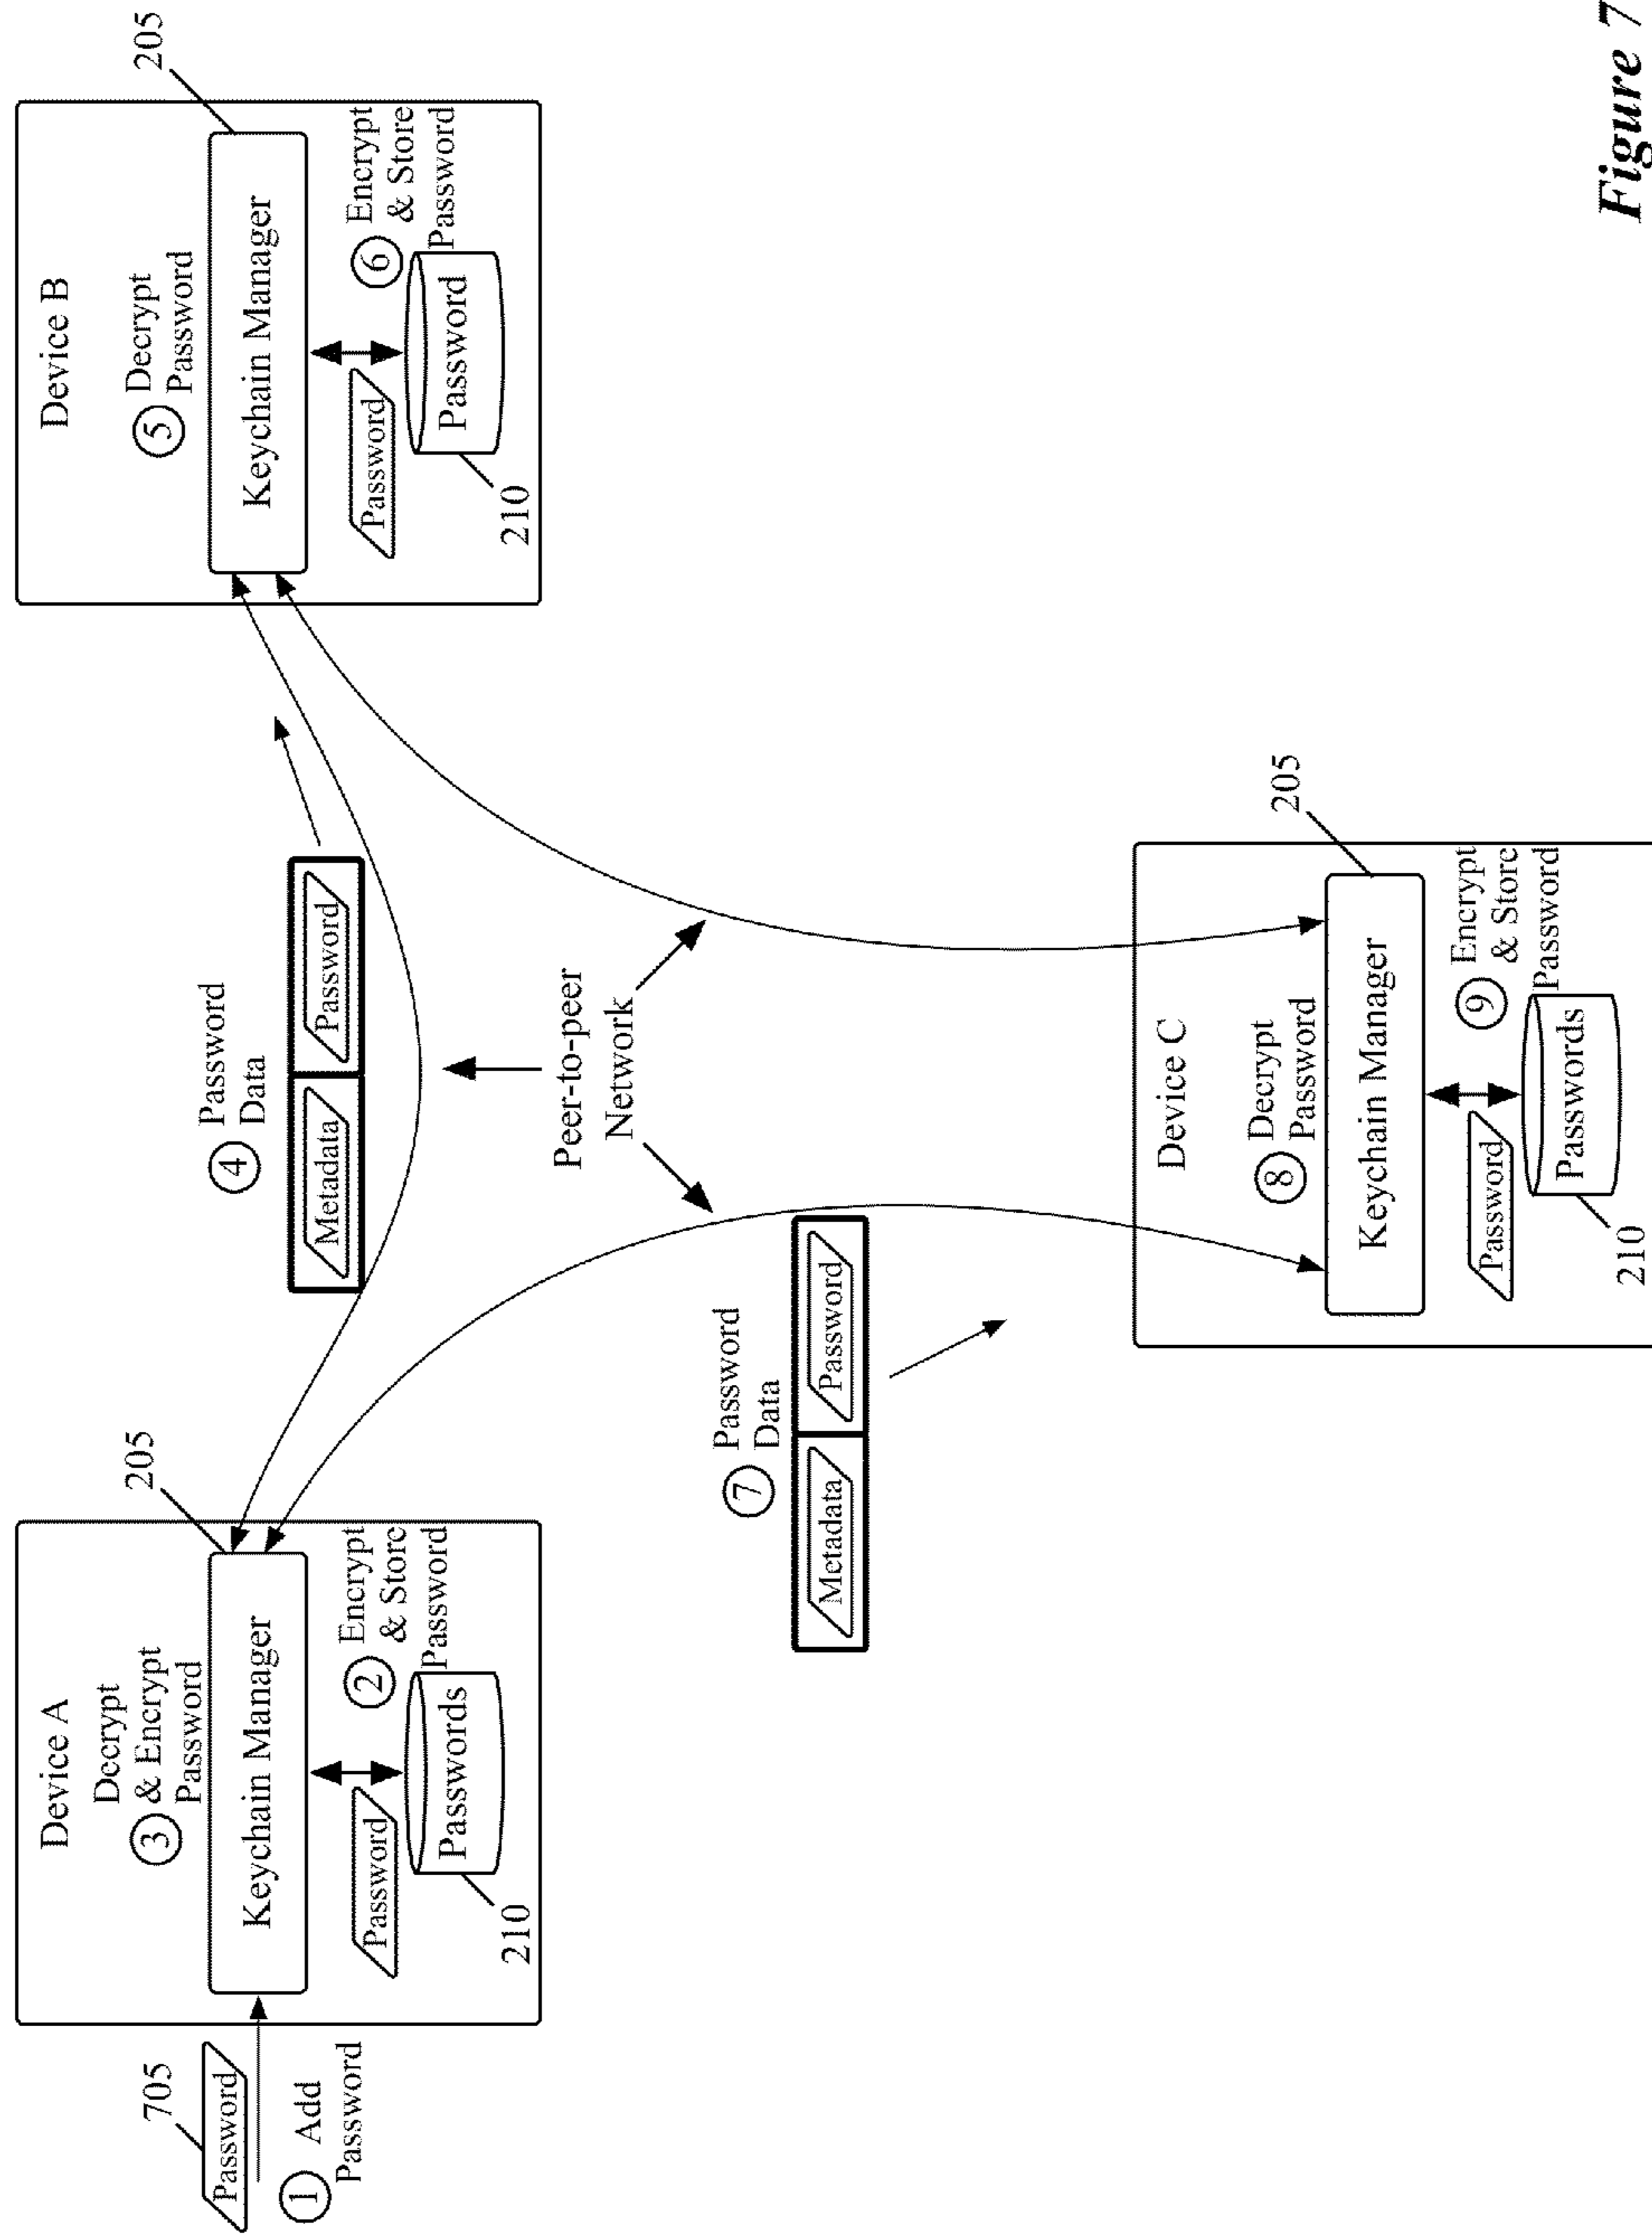 705
Password
1
Add
Password
Device A
Decrypt
3
& Encrypt
Password
205
Keychain Manager
Password
2
Encrypt
& Store
Password
Passwords
210
4
Password
Data
Metadata
Password
Device B
5
Decrypt
Password
205
Keychain Manager
Password
6
Encrypt
& Store
Password
Password
210
Peer-to-peer
Network
7
Password
Data
Metadata
Password
Device C
8
Decrypt
Password
205
Keychain Manager
Password
9
Encrypt
& Store
Password
Passwords
210
Figure 7